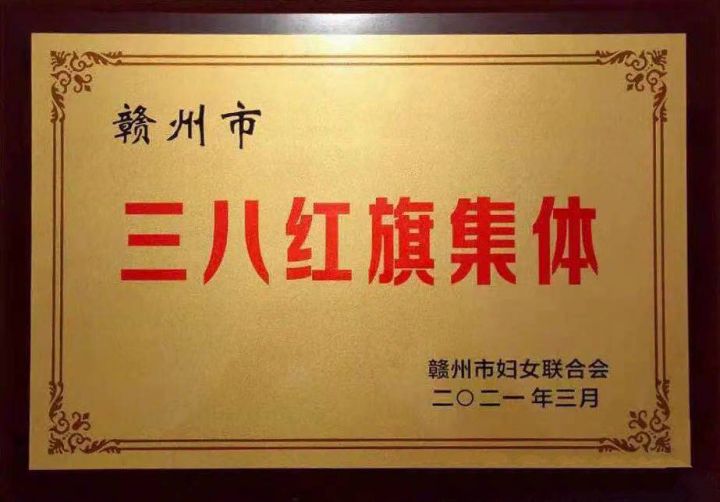 赣州市
三八红旗集体
赣州市妇女联合会
二〇二一年三月